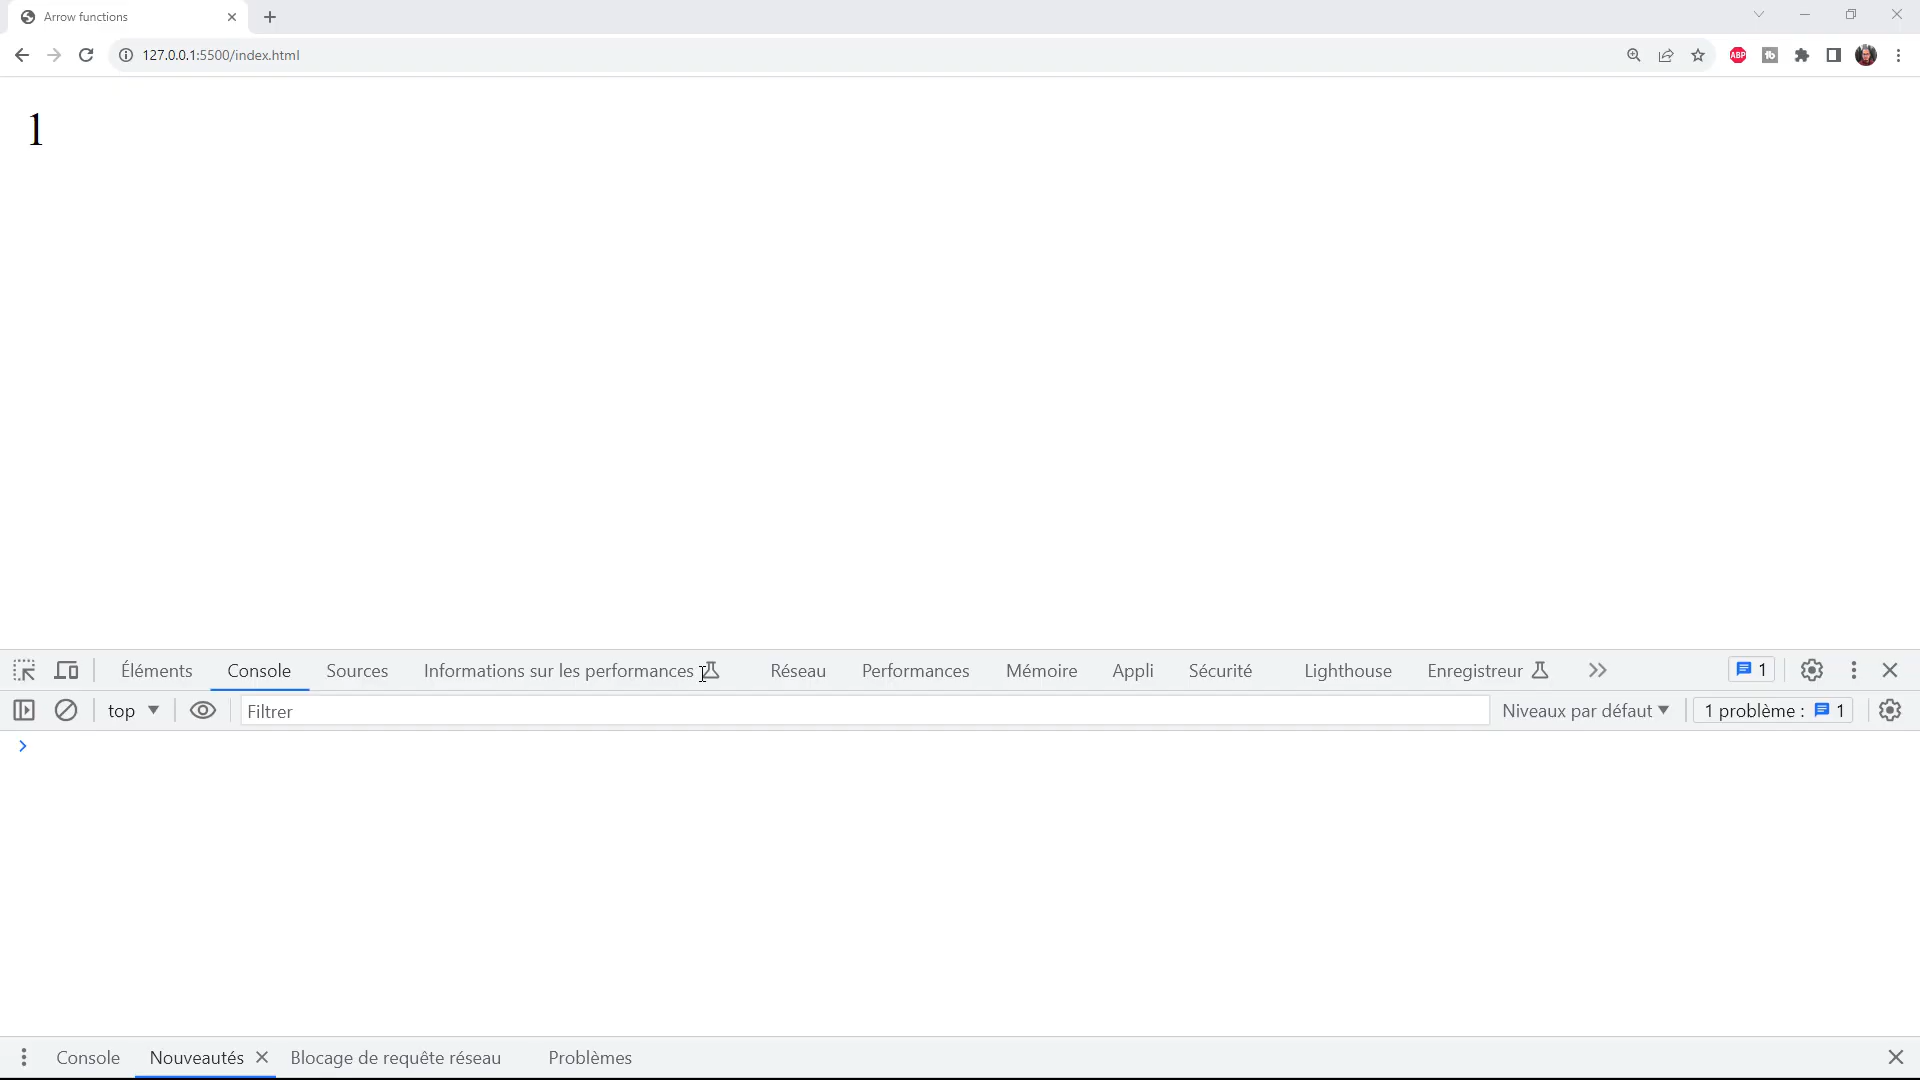 Arrow functions
127.0.0.1:5500/index.html
ABP
1
Éléments Console Sources Informations sur les performances Réseau Performances Mémoire Appli Sécurité Lighthouse Enregistreur 1
top Filtrer Niveaux par défaut 1 problème : 1
Console Nouveautés Blocage de requête réseau Problèmes